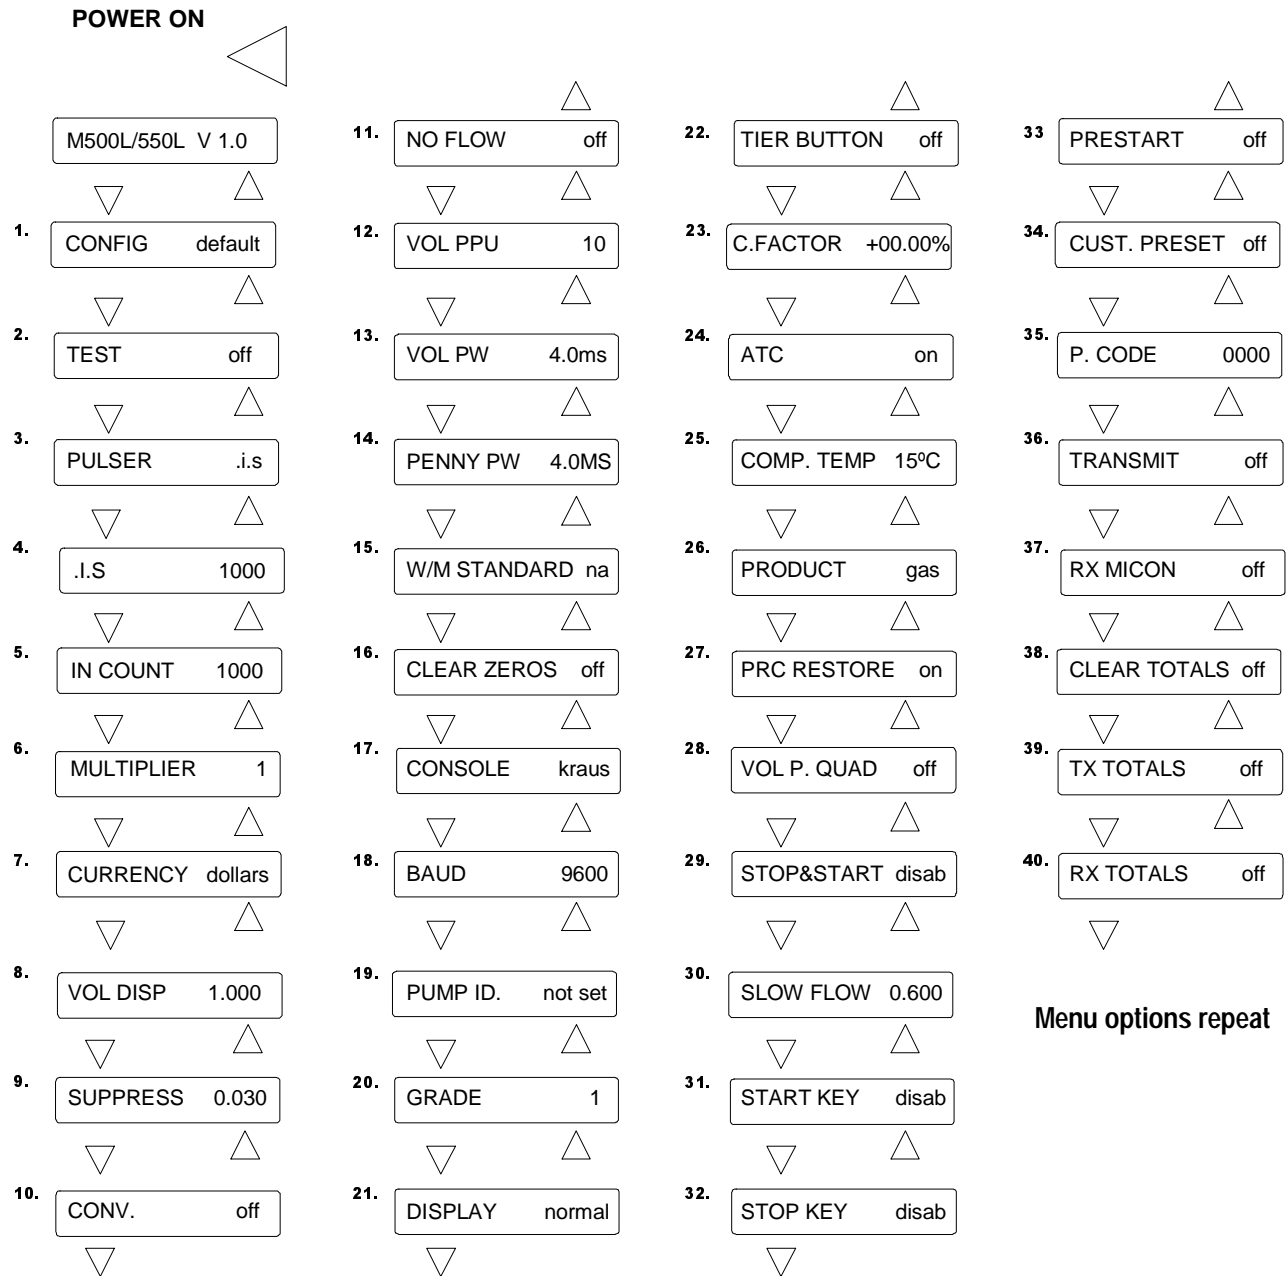 POWER ON
M500L/550L V 1.0
1. CONFIG default
2. TEST off
3. PULSER .i.s
4. .I.S 1000
5. IN COUNT 1000
6. MULTIPLIER 1
7. CURRENCY dollars
8. VOL DISP 1.000
9. SUPPRESS 0.030
10. CONV. off
11. NO FLOW off
12. VOL PPU 10
13. VOL PW 4.0ms
14. PENNY PW 4.0MS
15. W/M STANDARD na
16. CLEAR ZEROS off
17. CONSOLE kraus
18. BAUD 9600
19. PUMP ID. not set
20. GRADE 1
21. DISPLAY normal
22. TIER BUTTON off
23. C.FACTOR +00.00%
24. ATC on
25. COMP. TEMP 15ºC
26. PRODUCT gas
27. PRC RESTORE on
28. VOL P. QUAD off
29. STOP&START disab
30. SLOW FLOW 0.600
31. START KEY disab
32. STOP KEY disab
33 PRESTART off
34. CUST. PRESET off
35. P. CODE 0000
36. TRANSMIT off
37. RX MICON off
38. CLEAR TOTALS off
39. TX TOTALS off
40. RX TOTALS off
Menu options repeat